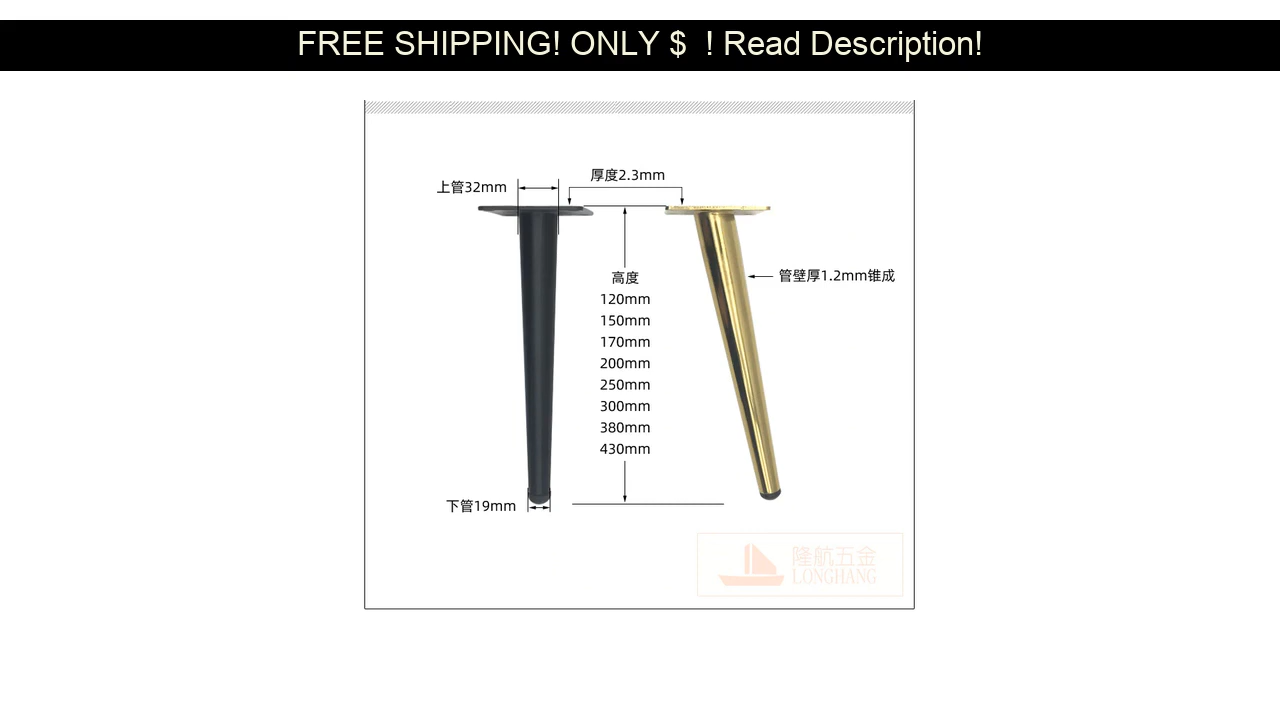 FREE SHIPPING! ONLY $ ! Read Description!
厚度2.3mm
上管32mm
管壁厚1.2mm锥成
高度
120mm
150mm
170mm
200mm
250mm
300mm
380mm
430mm
下管19mm
隆航五金
LONGHANG